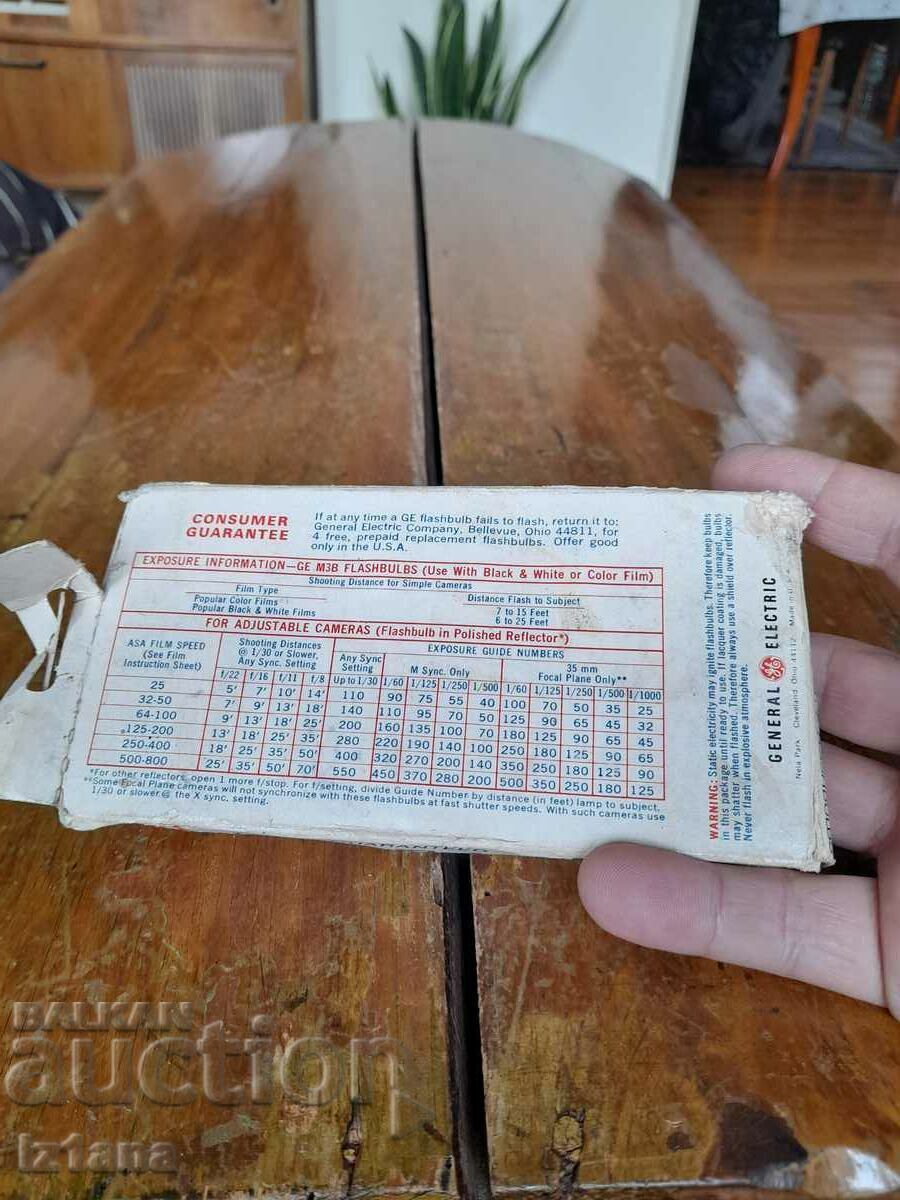 CONSUMER
GUARANTEE
If at any time a GE flashbulb fails to flash, return it to:
General Electric Company, Bellevue, Ohio 44811, for
4 free, prepaid replacement flashbulbs. Offer good
only in the U.S.A.
EXPOSURE INFORMATION—GE M3B FLASHBULBS (Use With Black & White or Color Film)
Shooting Distance for Simple Cameras
Film Type Distance Flash to Subject
Popular Color Films 7 to 15 Feet
Popular Black & White Films 6 to 25 Feet
FOR ADJUSTABLE CAMERAS (Flashbulb in Polished Reflector*)
ASA FILM SPEED
(See Film
Instruction Sheet)
Shooting Distances
@ 1/30 or Slower,
Any Sync. Setting
EXPOSURE GUIDE NUMBERS
Any Sync
Setting
M Sync. Only
35 mm
Focal Plane Only**
f/22 f/16 f/11 f/8 Up to 1/30 1/60 1/125 1/250 1/500 1/60 1/125 1/250 1/500 1/1000
25 5' 7' 10' 14' 110 90 75 55 40 100 70 50 35 25
32-50 7' 9' 13' 18' 140 110 95 70 50 125 90 65 45 32
64-100 9' 13' 18' 25' 200 160 135 100 70 180 125 90 65 45
125-200 13' 18' 25' 35' 280 220 190 140 100 250 180 125 90 65
250-400 18' 25' 35' 50' 400 320 270 200 140 350 250 180 125 90
500-800 25' 35' 50' 70' 550 450 370 280 200 500 350 250 180 125
*For other reflectors, open 1 more f/stop. For f/setting, divide Guide Number by distance (in feet) lamp to subject.
**Some Focal Plane cameras will not synchronize with these flashbulbs at fast shutter speeds. With such cameras use
1/30 or slower @ the X sync. setting.
WARNING: Static electricity may ignite flashbulbs. Therefore keep bulbs
in this package until ready to use. If lacquer coating is damaged, bulbs
may shatter when flashed. Therefore always use a shield over reflector.
Never flash in explosive atmosphere.
GENERAL GE ELECTRIC
Nela Park, Cleveland, Ohio 44112 Made in
BALKAN
auction
iz1ana